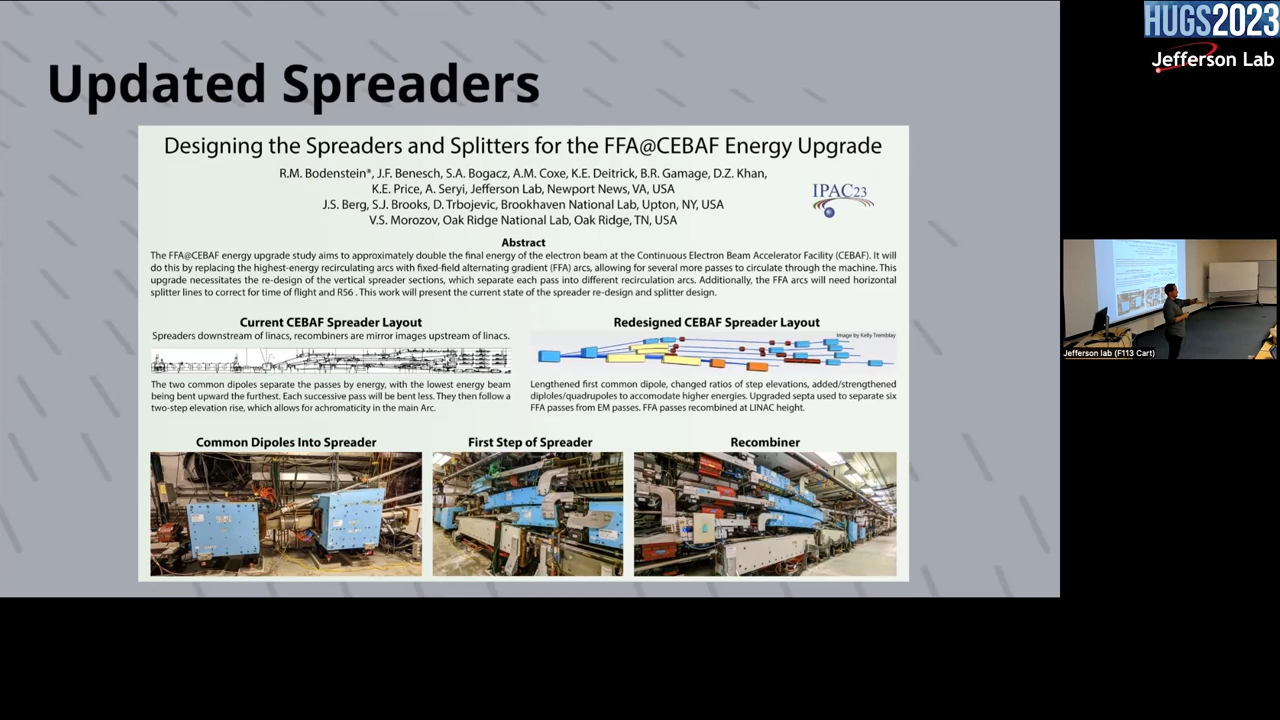 HUGS2023
Jefferson Lab
Updated Spreaders
Designing the Spreaders and Splitters for the FFA@CEBAF Energy Upgrade
R.M. Bodenstein*, J.F. Benesch, S.A. Bogacz, A.M. Coxe, K.E. Deitrick, B.R. Gamage, D.Z. Khan,
K.E. Price, A. Seryi, Jefferson Lab, Newport News, VA, USA
J.S. Berg, S.J. Brooks, D. Trbojevic, Brookhaven National Lab, Upton, NY, USA
V.S. Morozov, Oak Ridge National Lab, Oak Ridge, TN, USA
IPAC23
Abstract
The FFA@CEBAF energy upgrade study aims to approximately double the final energy of the electron beam at the Continuous Electron Beam Accelerator Facility (CEBAF). It will
do this by replacing the highest-energy recirculating arcs with fixed-field alternating gradient (FFA) arcs, allowing for several more passes to circulate through the machine. This
upgrade necessitates the re-design of the vertical spreader sections, which separate each pass into different recirculation arcs. Additionally, the FFA arcs will need horizontal
splitter lines to correct for time of flight and R56 . This work will present the current state of the spreader re-design and splitter design.
Current CEBAF Spreader Layout
Spreaders downstream of linacs, recombiners are mirror images upstream of linacs.
The two common dipoles separate the passes by energy, with the lowest energy beam
being bent upward the furthest. Each successive pass will be bent less. They then follow a
two-step elevation rise, which allows for achromaticity in the main Arc.
Redesigned CEBAF Spreader Layout
Image by Kelly Tremblay
Lengthened first common dipole, changed ratios of step elevations, added/strengthened
diploles/quadrupoles to accomodate higher energies. Upgraded septa used to separate six
FFA passes from EM passes. FFA passes recombined at LINAC height.
Common Dipoles Into Spreader
First Step of Spreader
Recombiner
Jefferson lab (F113 Cart)